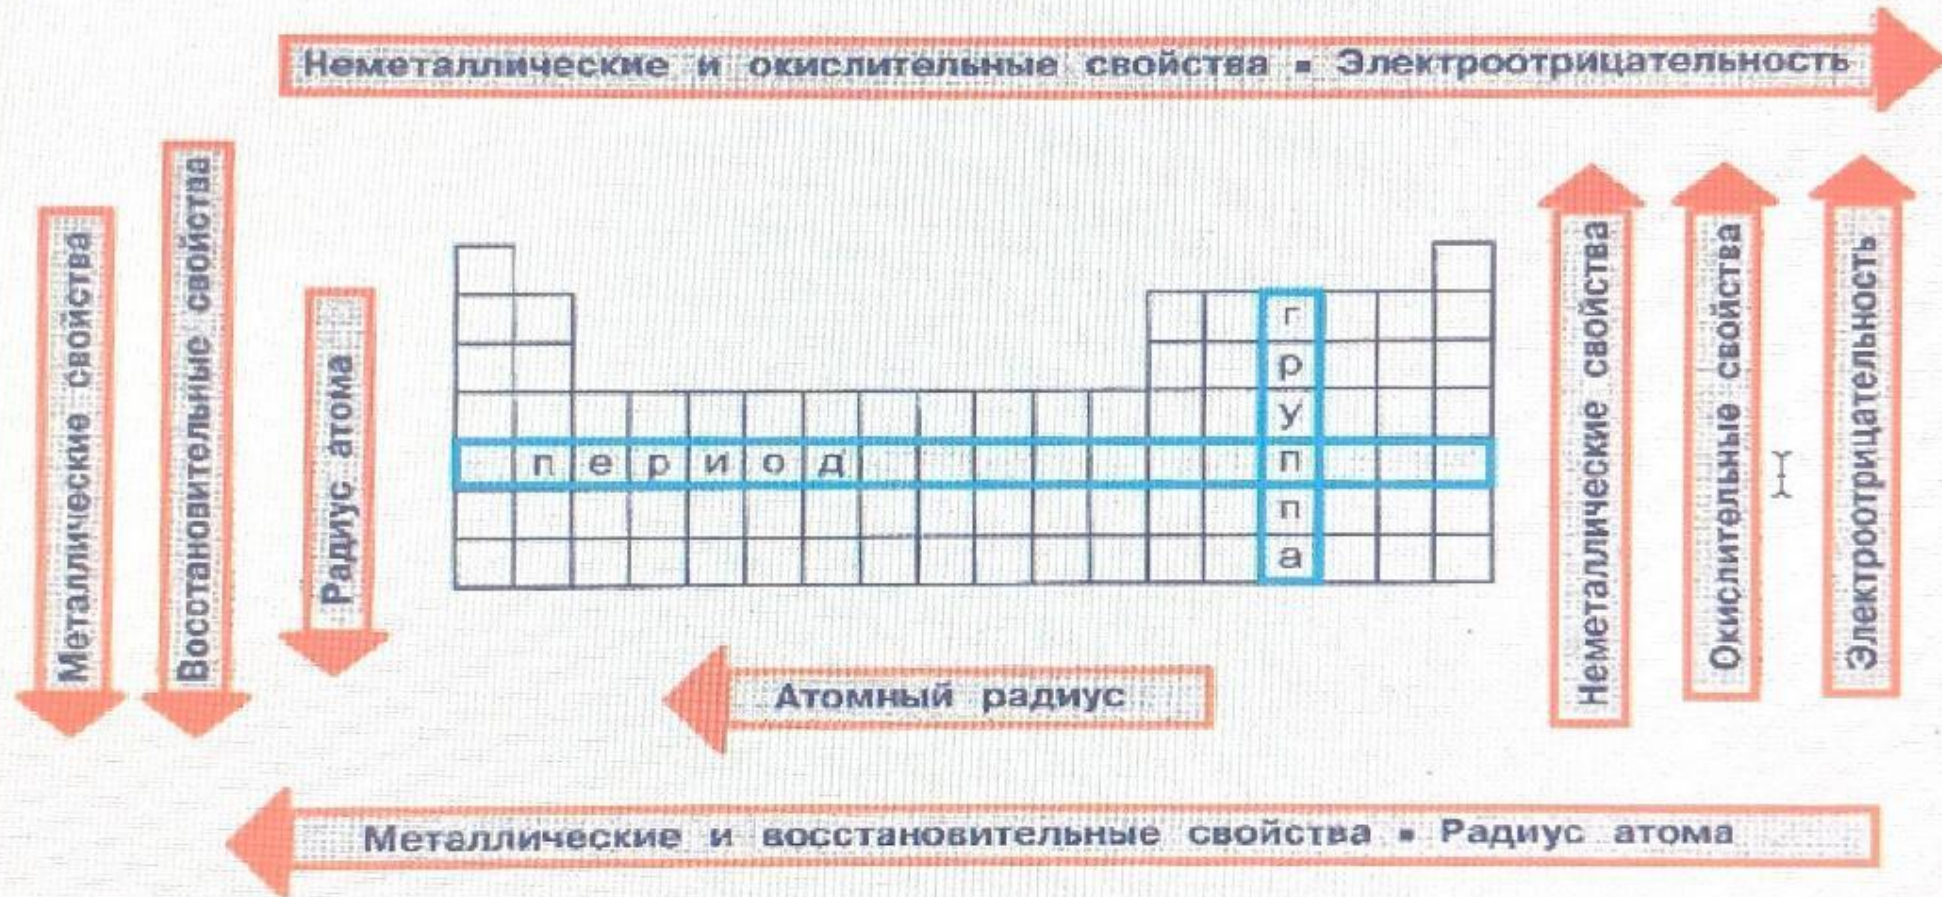 Неметаллические и окислительные свойства ▪ Электроотрицательность
Металлические свойства
Восстановительные свойства
Радиус атома
группа
период
Неметаллические свойства
Окислительные свойства
Электроотрицательность
Атомный радиус
Металлические и восстановительные свойства ▪ Радиус атома